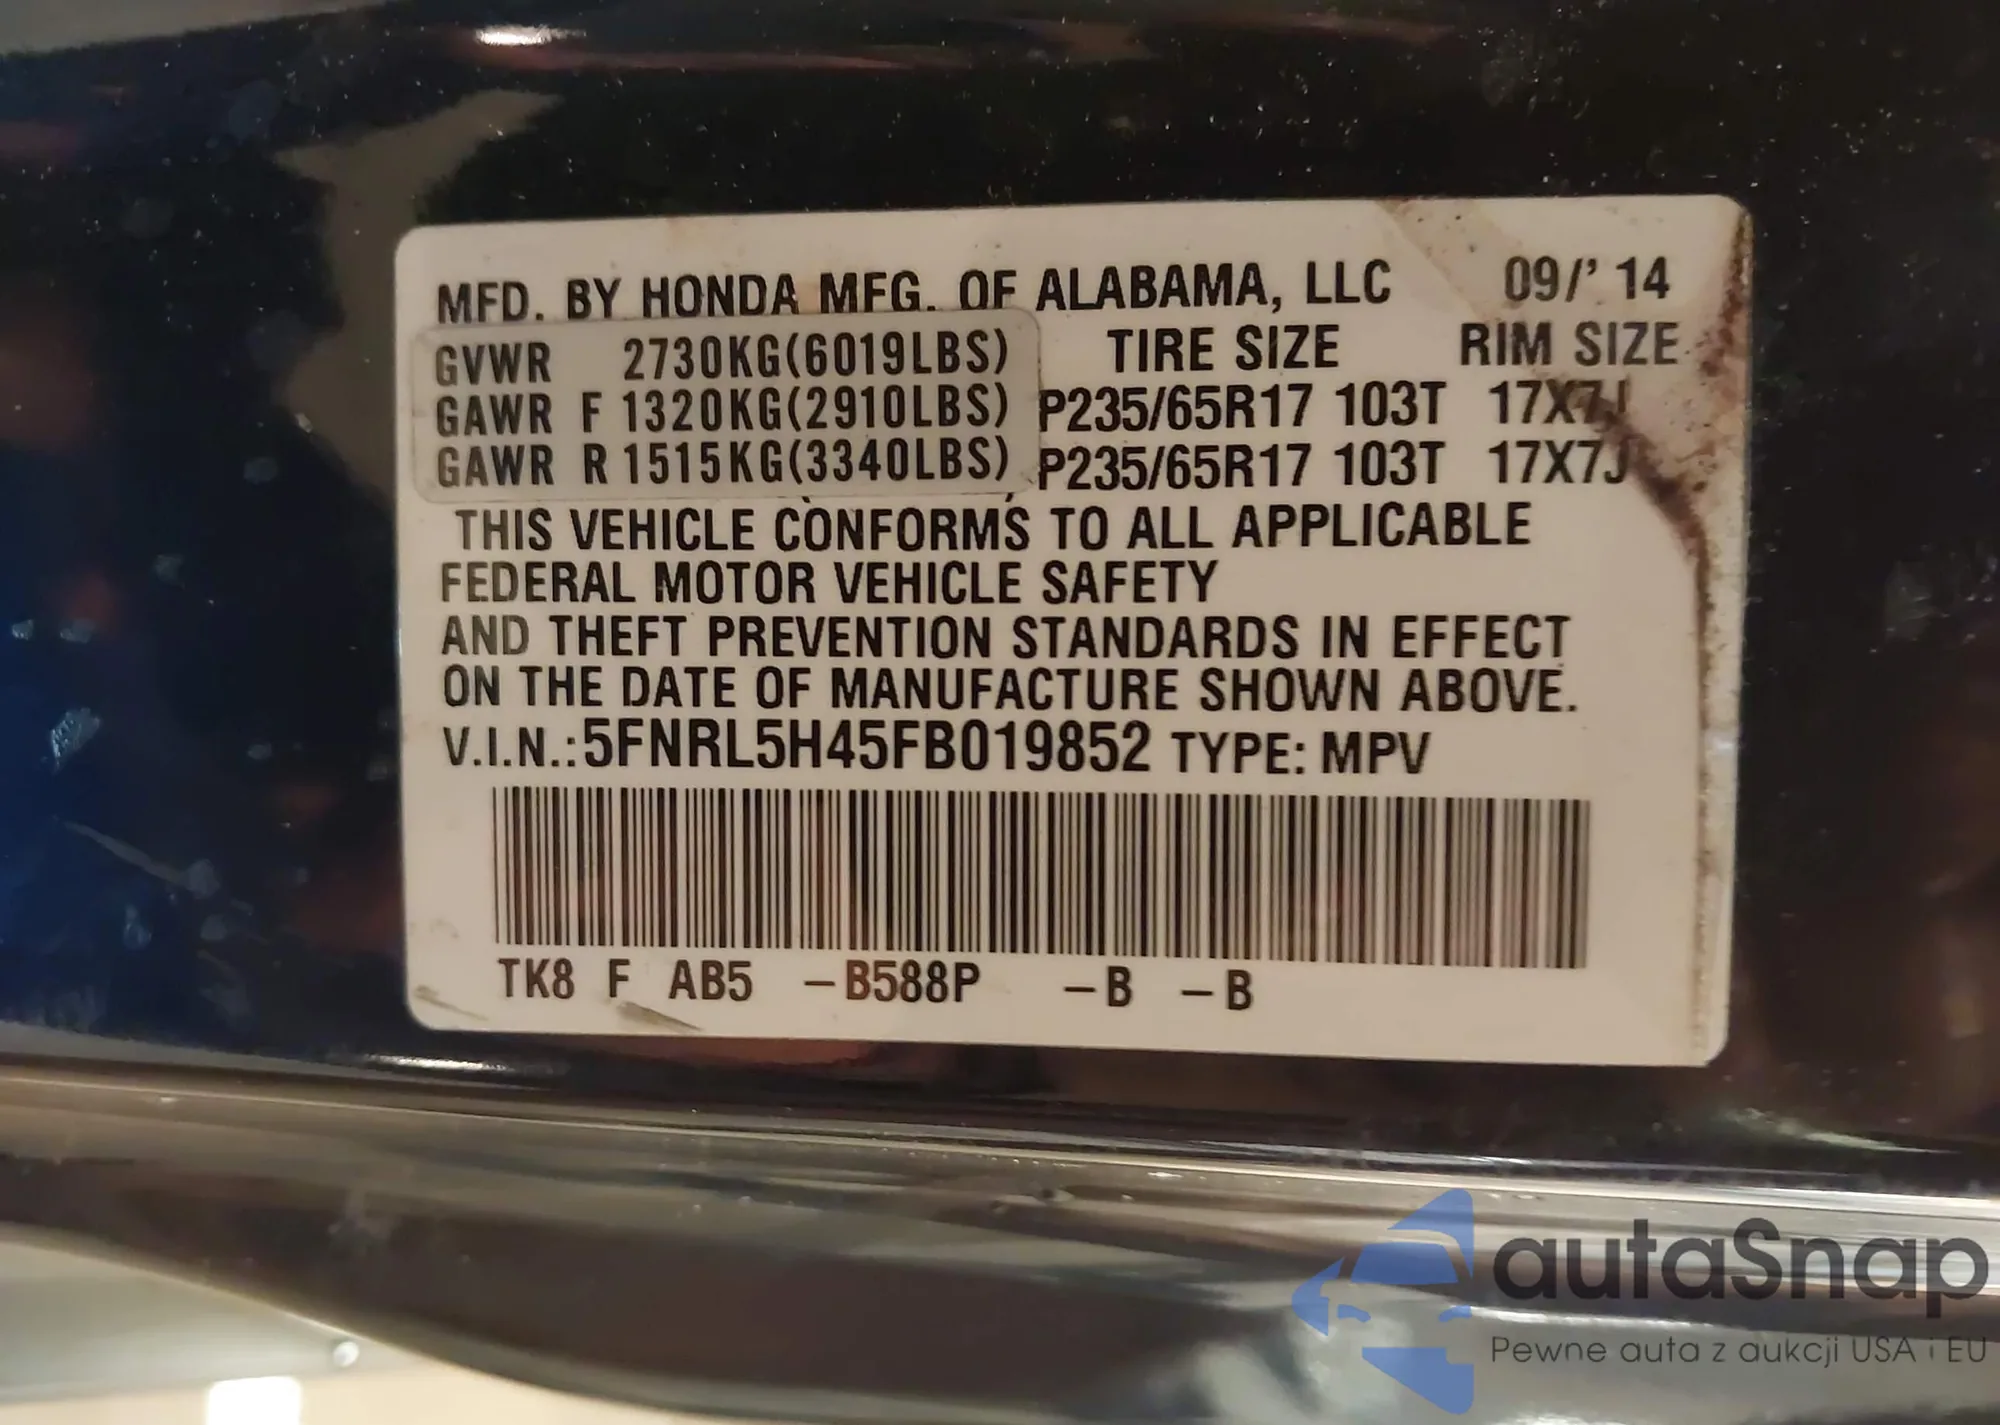 MFD. BY HONDA MFG. OF ALABAMA, LLC 09/' 14
GVWR 2730KG(6019LBS) TIRE SIZE RIM SIZE
GAWR F 1320KG(2910LBS) P235/65R17 103T 17X7J
GAWR R 1515KG(3340LBS) P235/65R17 103T 17X7J
THIS VEHICLE CONFORMS TO ALL APPLICABLE
FEDERAL MOTOR VEHICLE SAFETY
AND THEFT PREVENTION STANDARDS IN EFFECT
ON THE DATE OF MANUFACTURE SHOWN ABOVE.
V.I.N.:5FNRL5H45FB019852 TYPE: MPV
TK8 F AB5 -B588P -B -B
autaSnap
Pewne auta z aukcji USA i EU